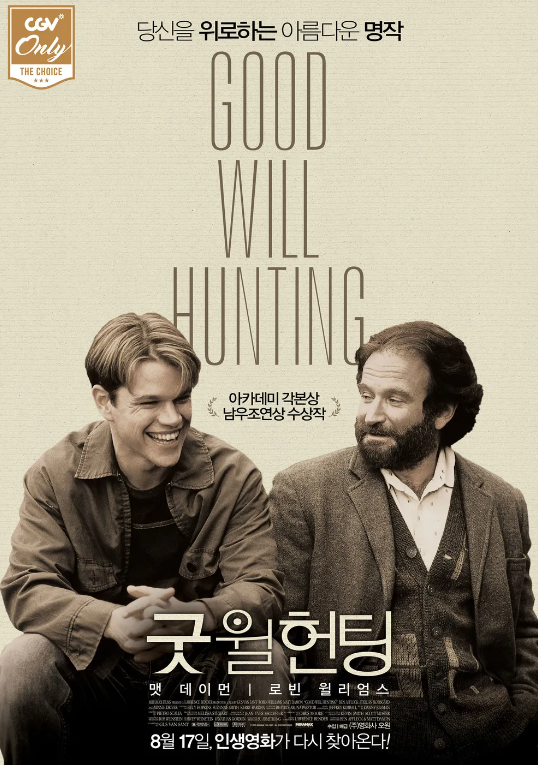 CGV
Only
THE CHOICE
당신을 위로하는 아름다운 명작
GOOD
WILL
HUNTING
아카데미 각본상
남우조연상 수상작
굿 윌 헌팅
맷 데이먼 | 로빈 윌리엄스
MIRAMAX
8월 17일, 인생영화가 다시 찾아온다!